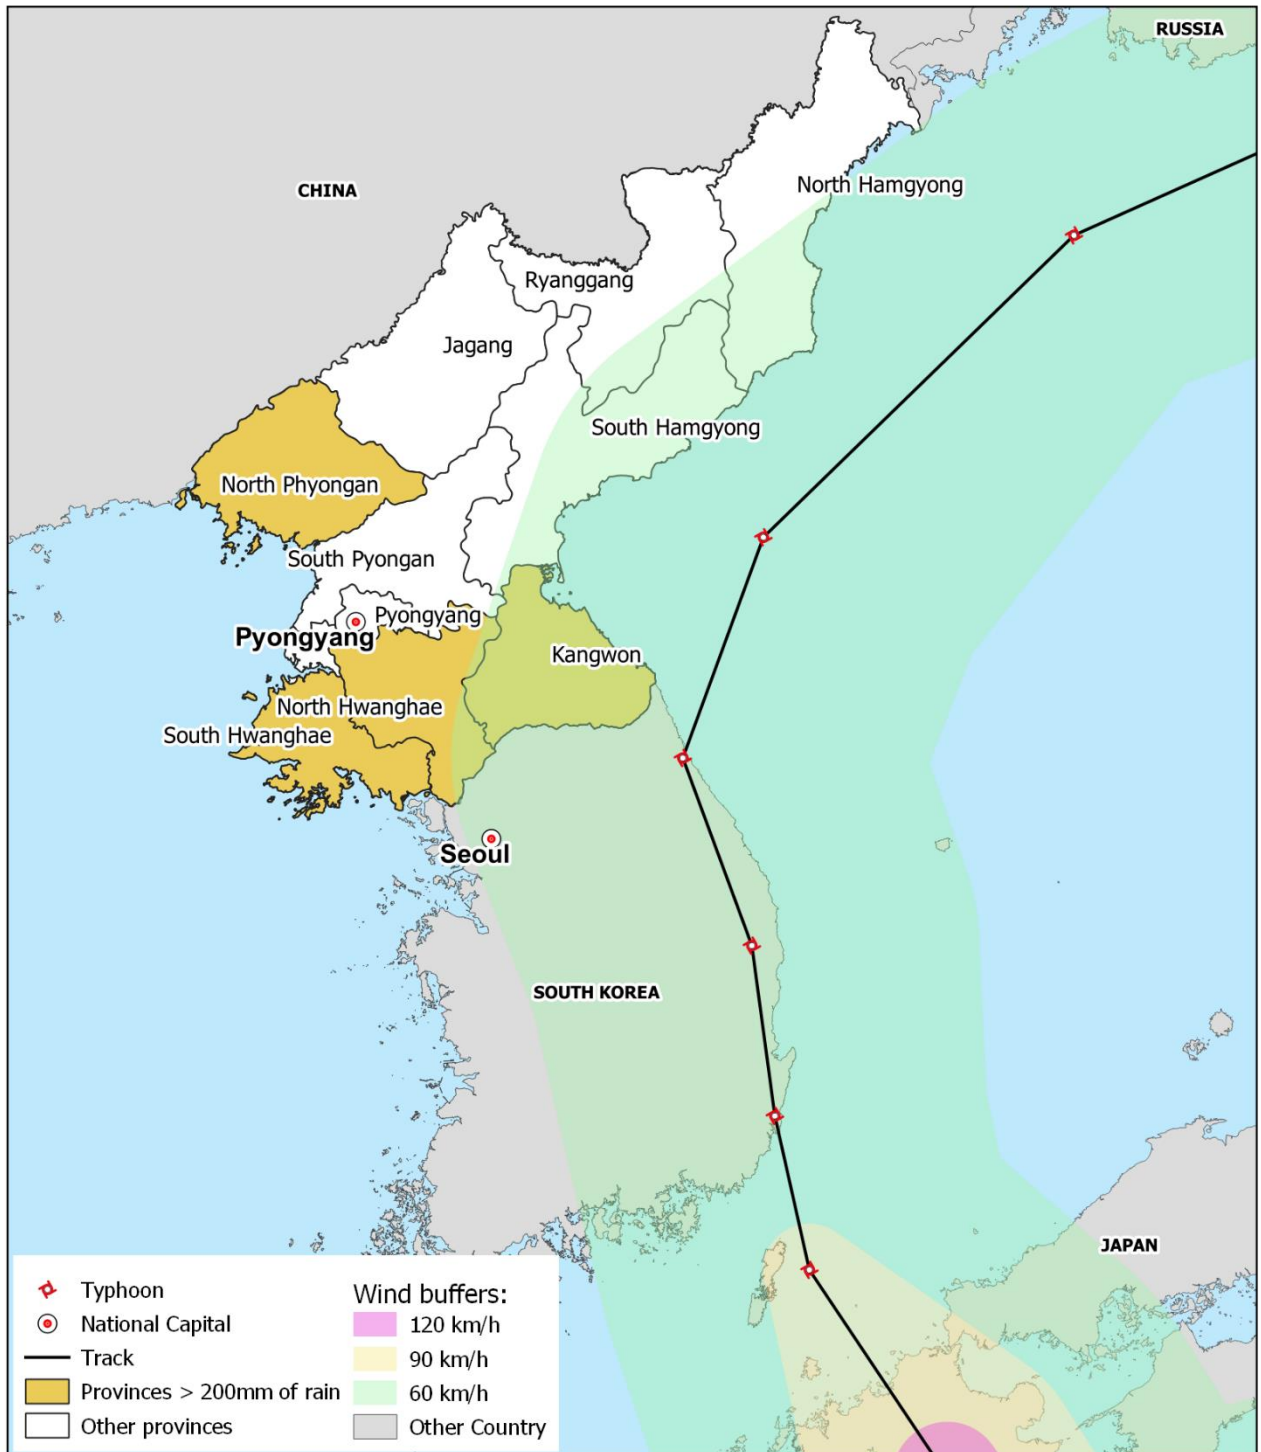 RUSSIA
CHINA
North Hamgyong
Ryanggang
Jagang
South Hamgyong
North Phyongan
South Pyongan
Pyongyang
Pyongyang
Kangwon
North Hwanghae
South Hwanghae
Seoul
SOUTH KOREA
JAPAN
Typhoon
National Capital
Track
Provinces > 200mm of rain
Other provinces
Wind buffers:
120 km/h
90 km/h
60 km/h
Other Country